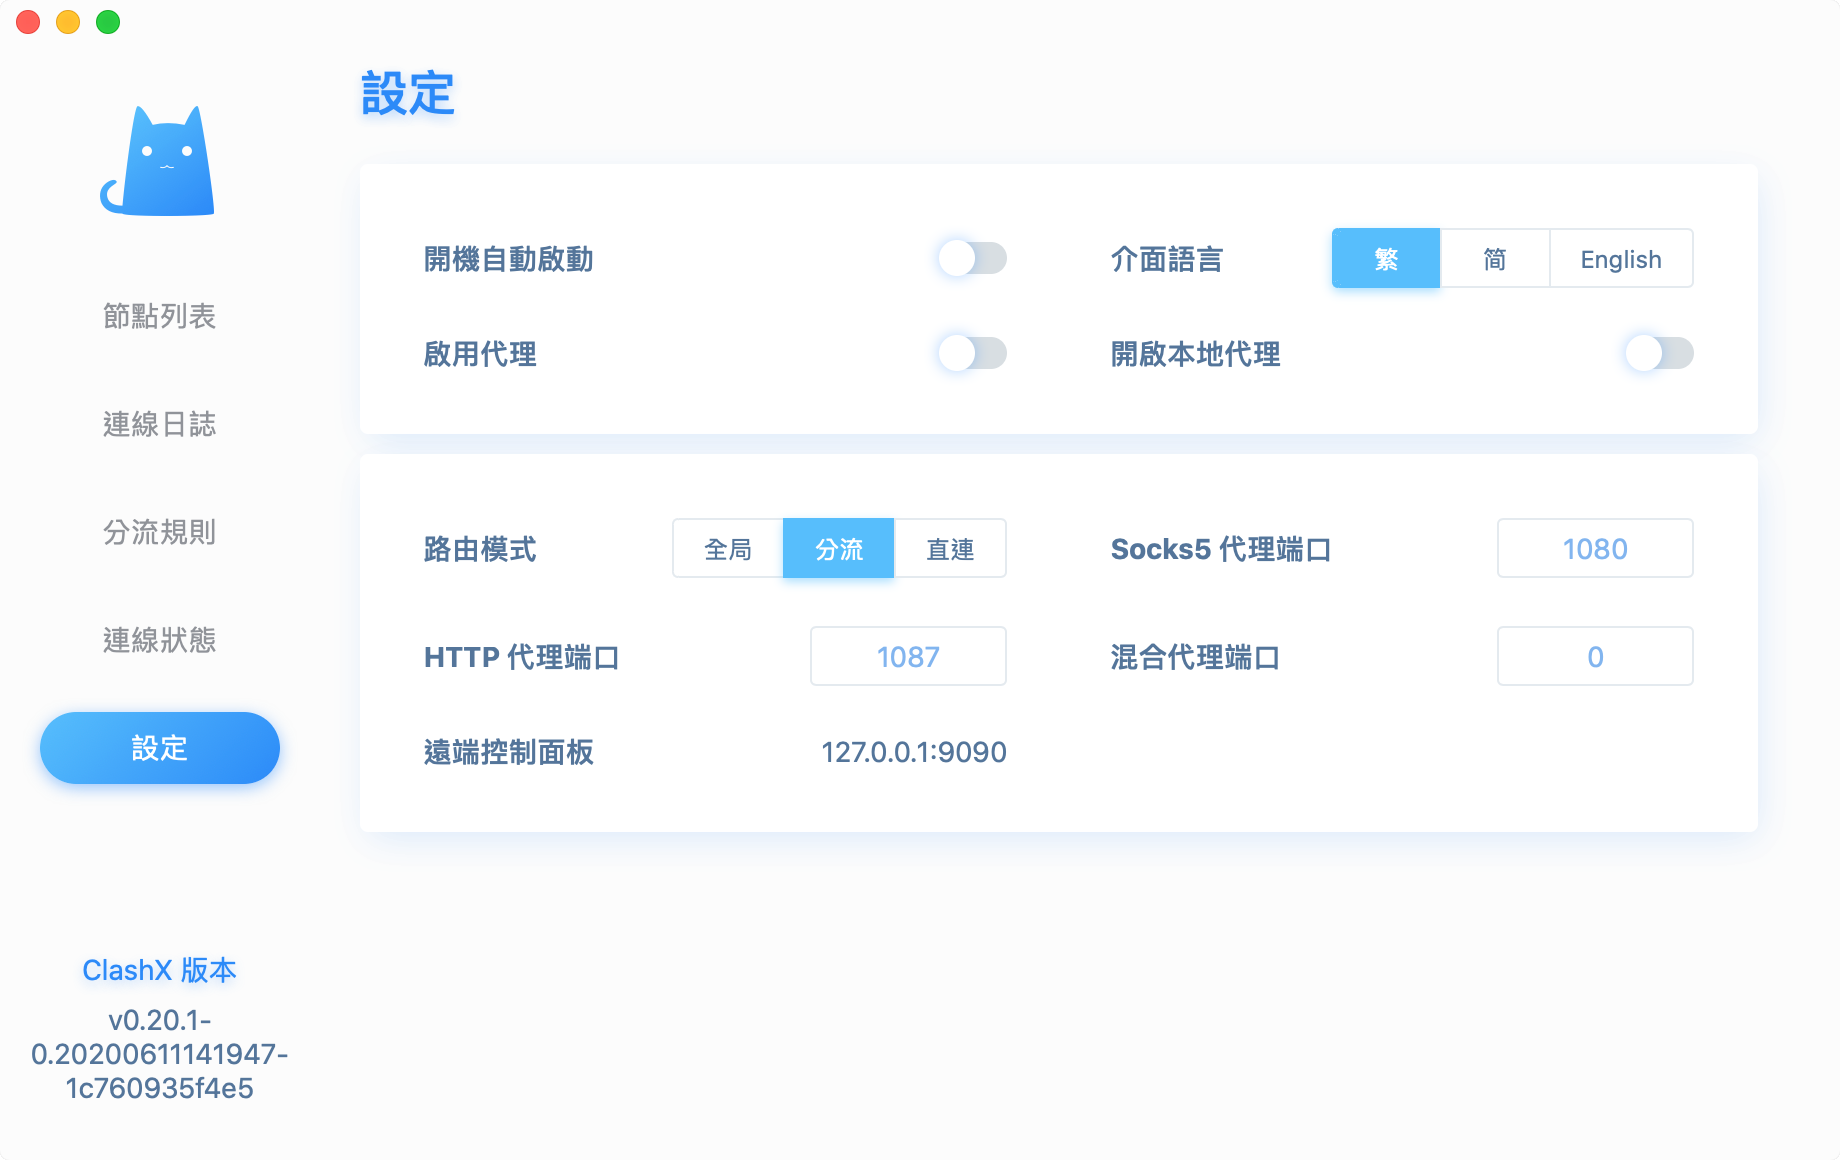 設定
節點列表
連線日誌
分流規則
連線狀態
設定
ClashX 版本
v0.20.1-
0.20200611141947-
1c760935f4e5
開機自動啟動
介面語言 繁 简 English
啟用代理
開啟本地代理
路由模式 全局 分流 直連
Socks5 代理端口 1080
HTTP 代理端口 1087
混合代理端口 0
遠端控制面板 127.0.0.1:9090